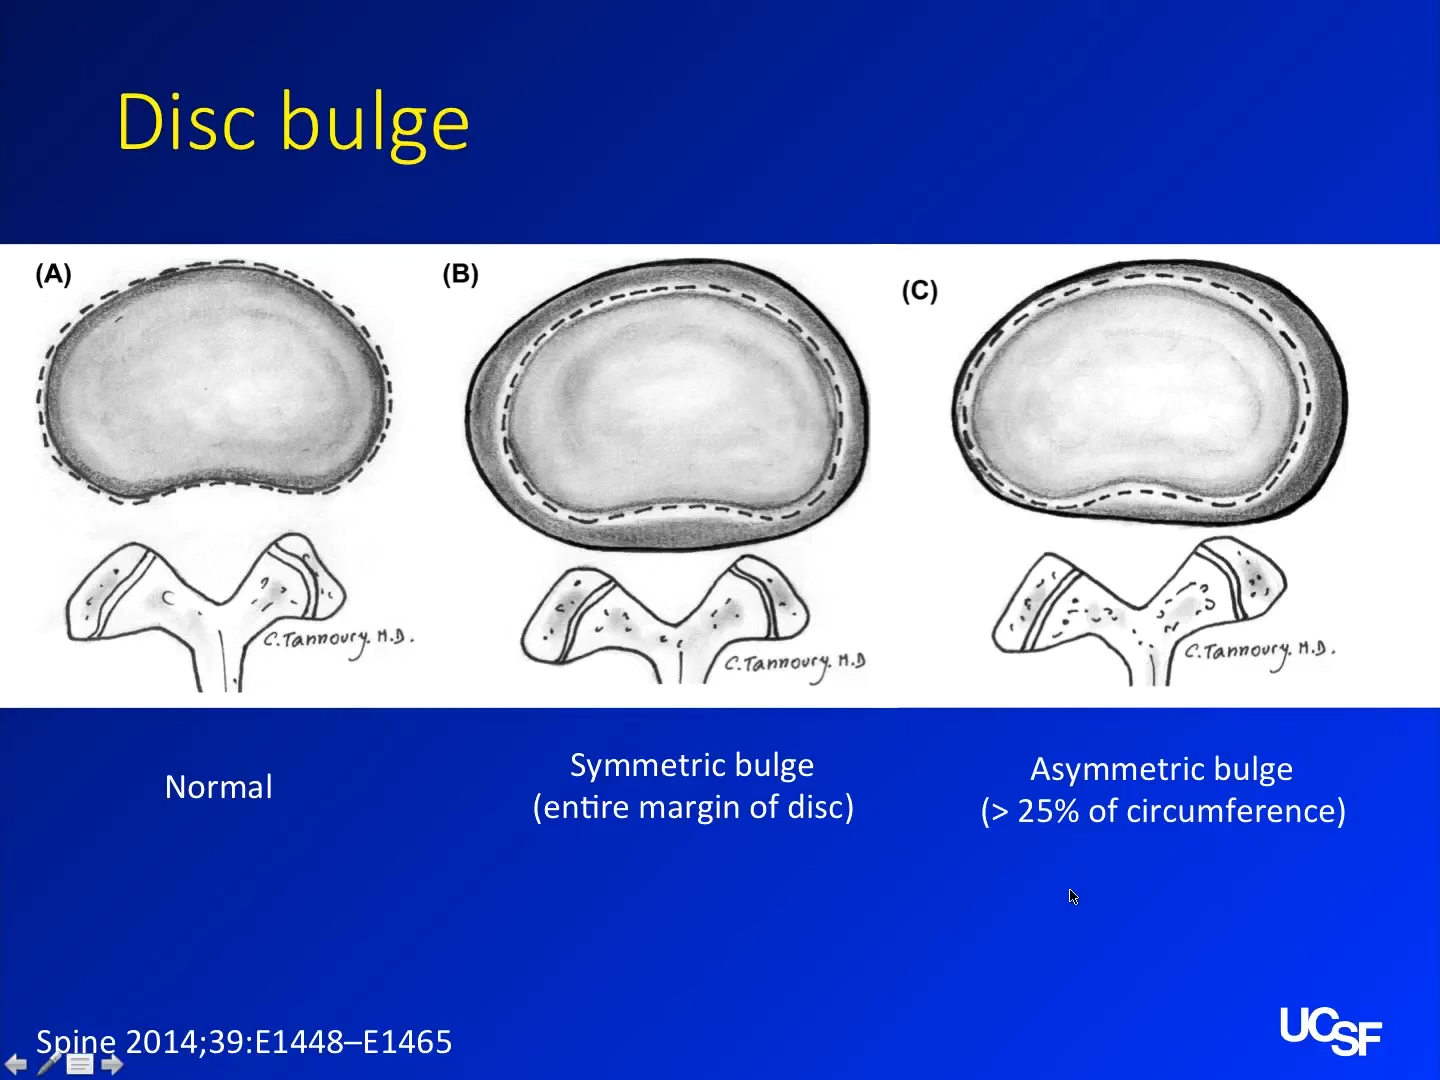 Disc bulge
(A)
(B)
(C)
C.Tannoury. M.D.
C.Tannoury. M.D
C.Tannoury. M.D.
Normal
Symmetric bulge
(entire margin of disc)
Asymmetric bulge
(> 25% of circumference)
Spine 2014;39:E1448–E1465
UCSF